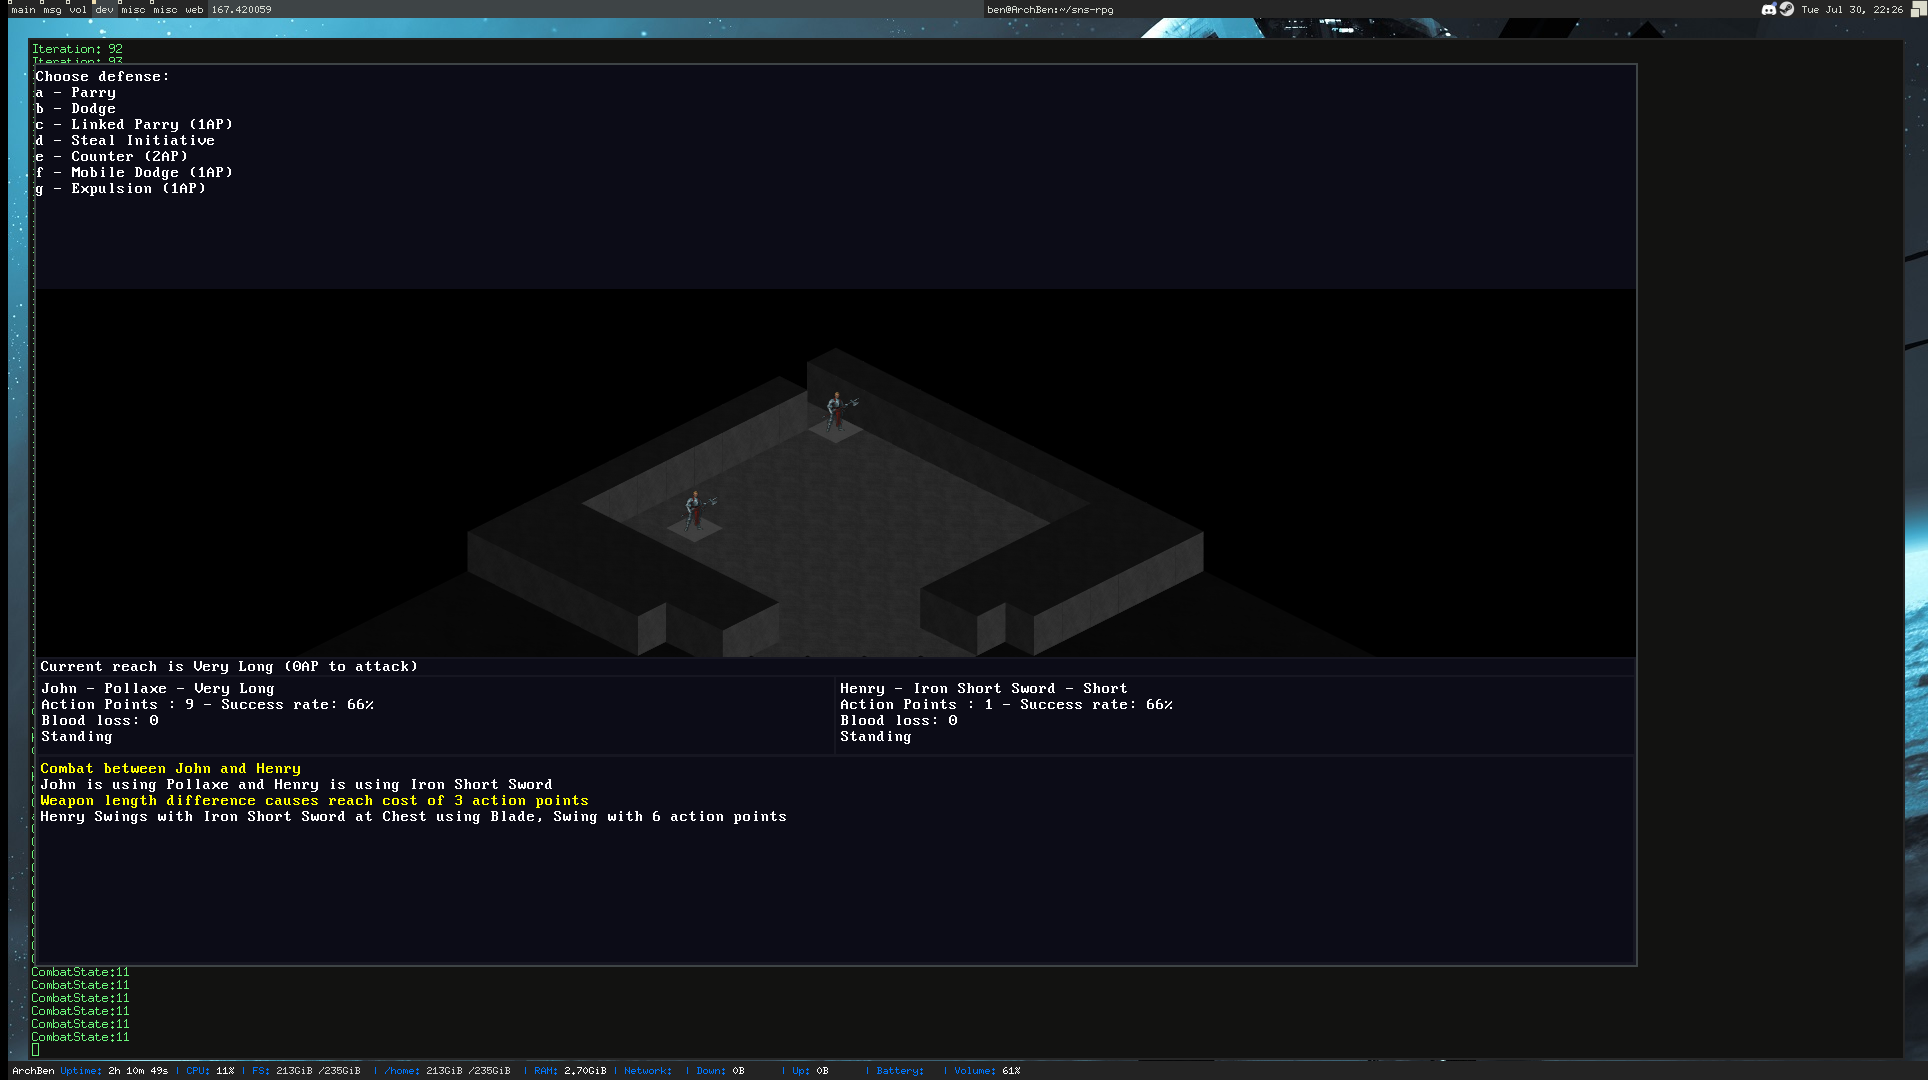 main msg vol dev misc misc web 167.420059
ben@ArchBen:~/sns-rpg
Tue Jul 30, 22:26
Iteration: 92
Iteration: 93
Choose defense:
a - Parry
b - Dodge
c - Linked Parry (1AP)
d - Steal Initiative
e - Counter (2AP)
f - Mobile Dodge (1AP)
g - Expulsion (1AP)
Current reach is Very Long (0AP to attack)
John - Pollaxe - Very Long
Action Points : 9 - Success rate: 66%
Blood loss: 0
Standing
Henry - Iron Short Sword - Short
Action Points : 1 - Success rate: 66%
Blood loss: 0
Standing
Combat between John and Henry
John is using Pollaxe and Henry is using Iron Short Sword
Weapon length difference causes reach cost of 3 action points
Henry Swings with Iron Short Sword at Chest using Blade, Swing with 6 action points
CombatState:11
CombatState:11
CombatState:11
CombatState:11
CombatState:11
CombatState:11
ArchBen Uptime: 2h 10m 49s | CPU: 11% | FS: 213GiB /235GiB | /home: 213GiB /235GiB | RAM: 2.70GiB | Network: | Down: 0B | Up: 0B | Battery: | Volume: 61%